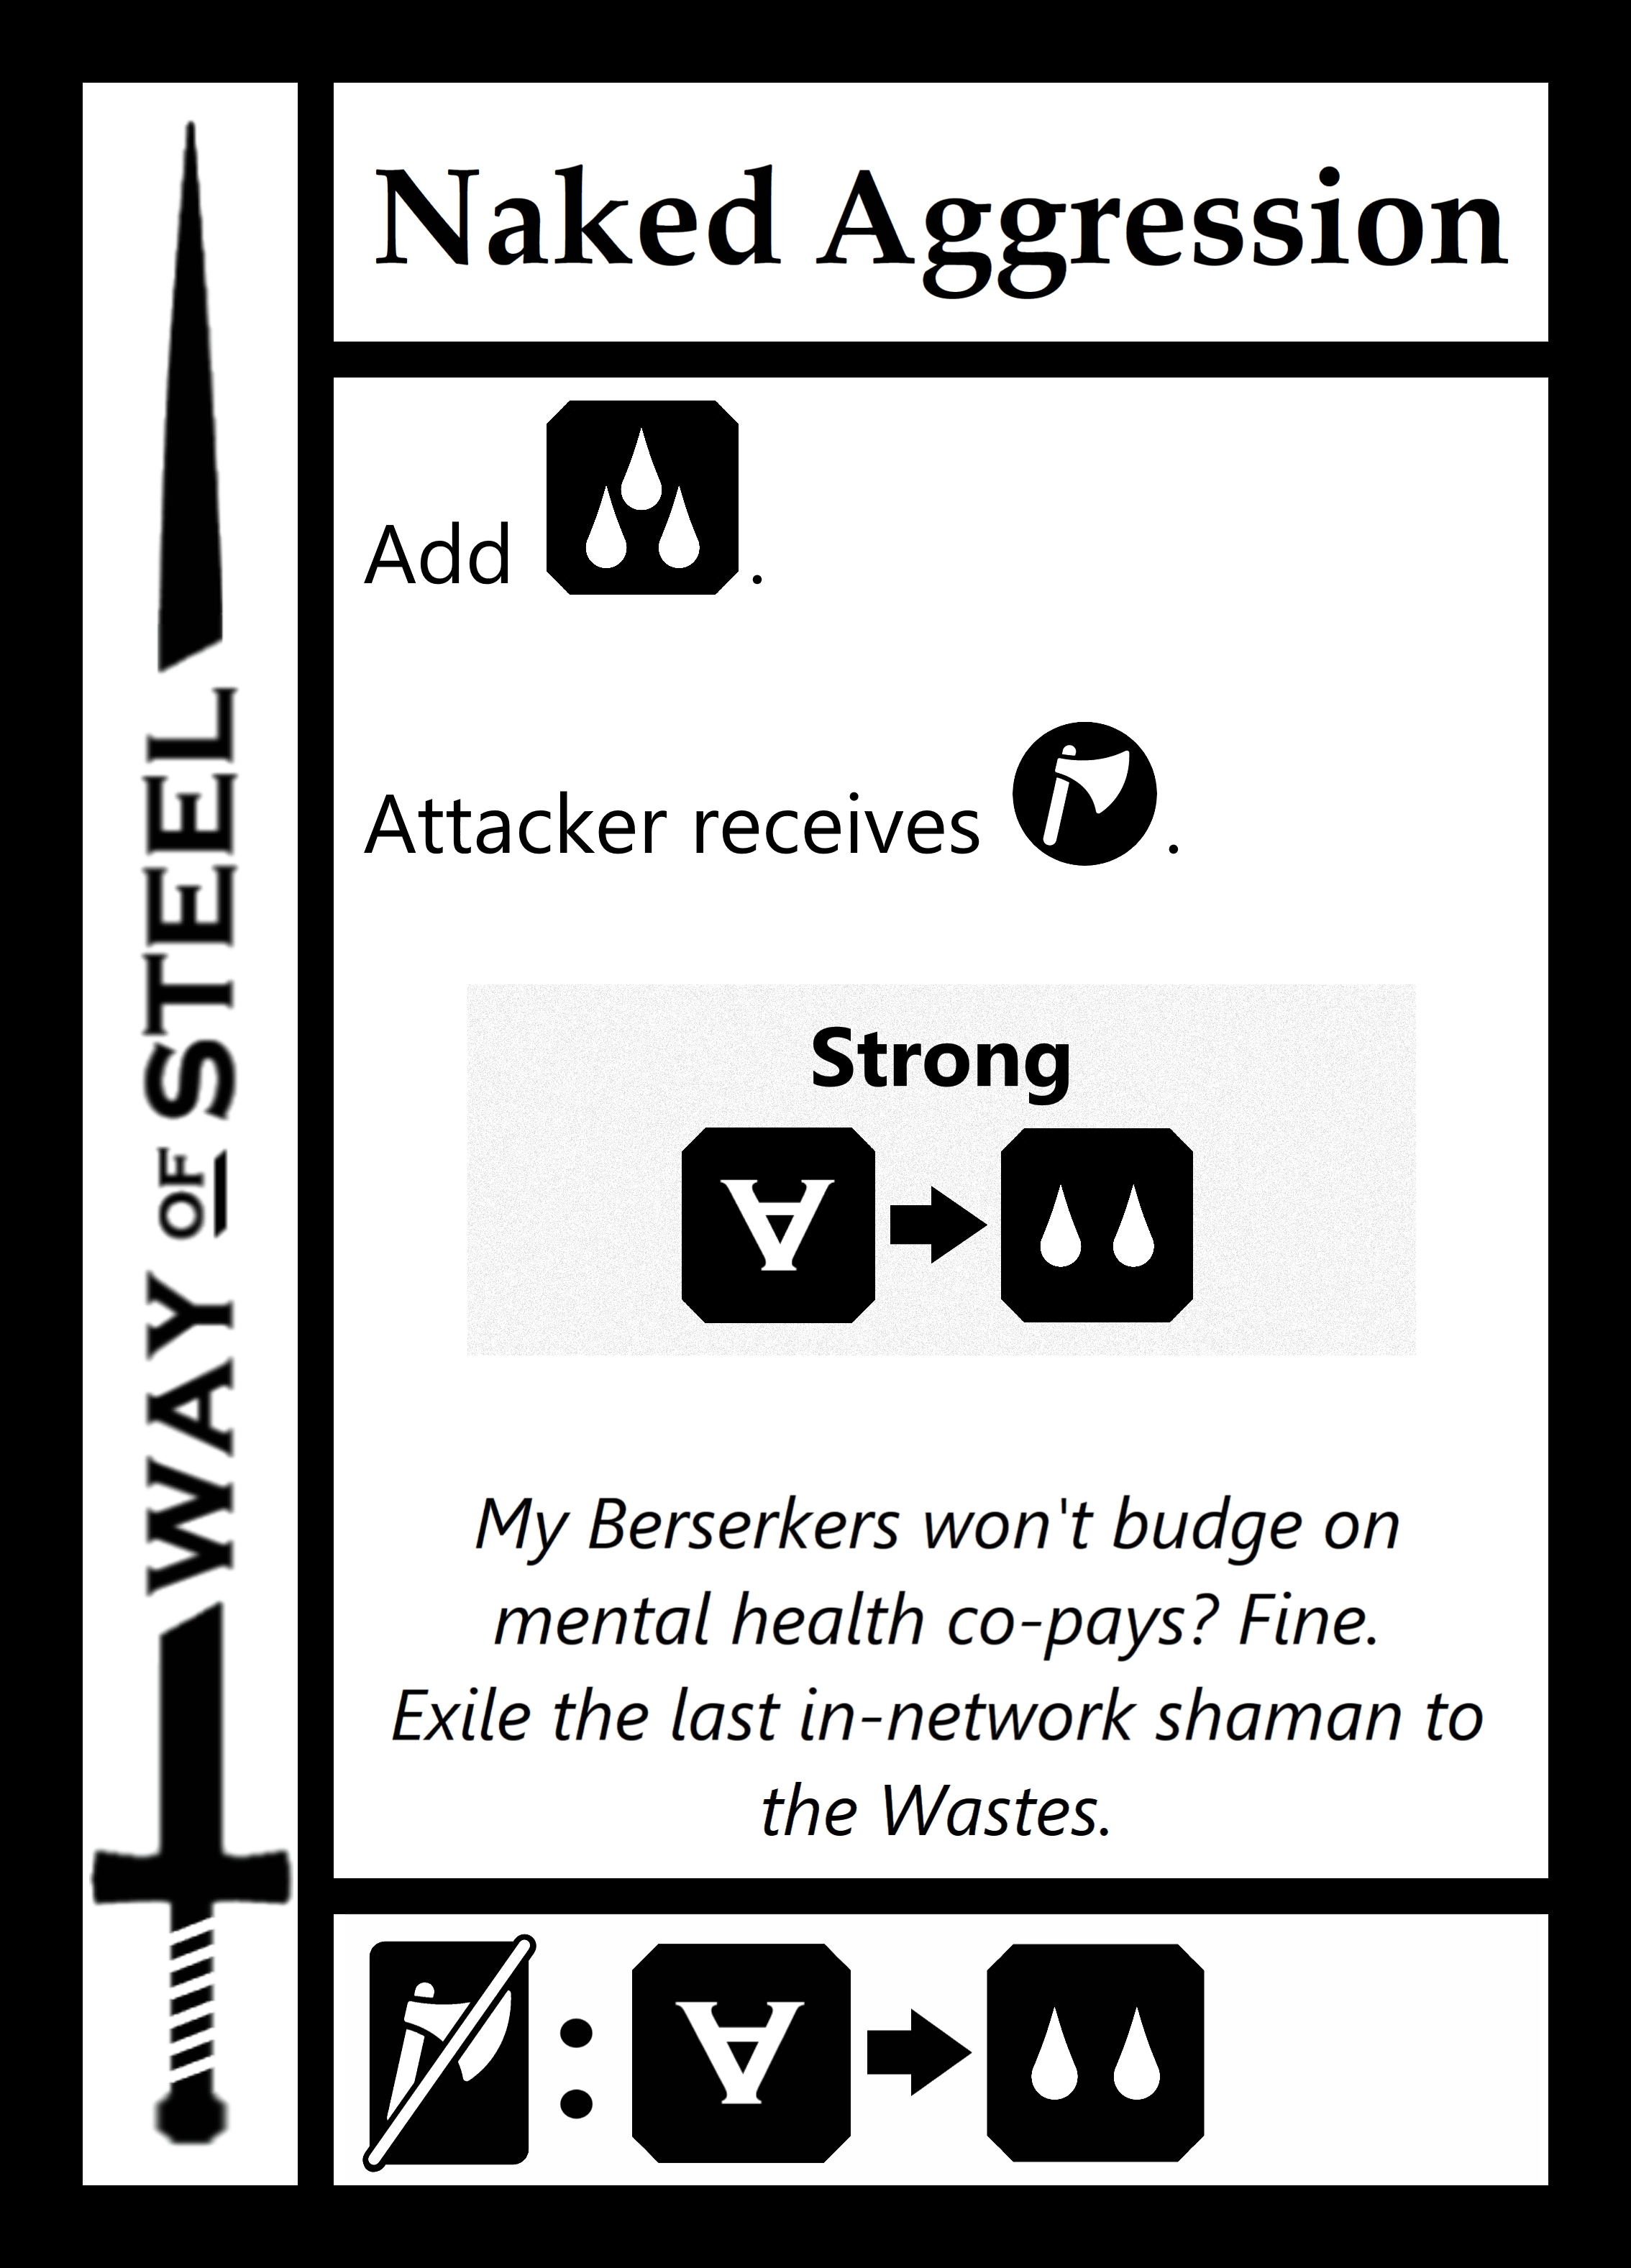 WAY OF STEEL
Naked Aggression
Add .
Attacker receives .
Strong
∀
My Berserkers won't budge on
mental health co-pays? Fine.
Exile the last in-network shaman to
the Wastes.
: ∀